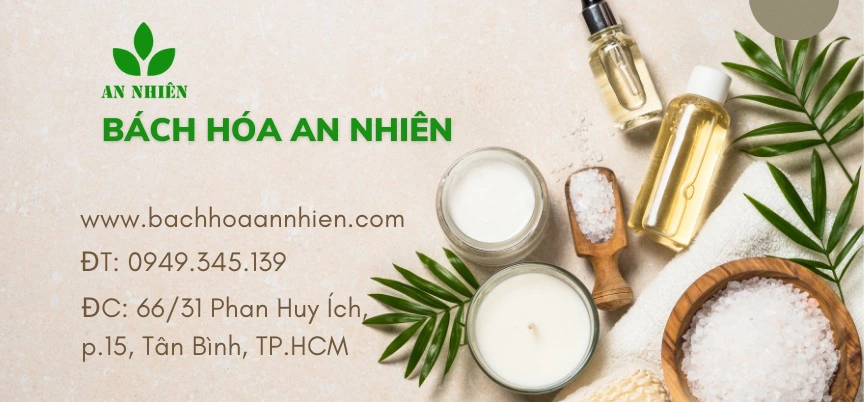 AN NHIÊN
BÁCH HÓA AN NHIÊN
www.bachhoaannhien.com
ĐT: 0949.345.139
ĐC: 66/31 Phan Huy Ích,
p.15, Tân Bình, TP.HCM